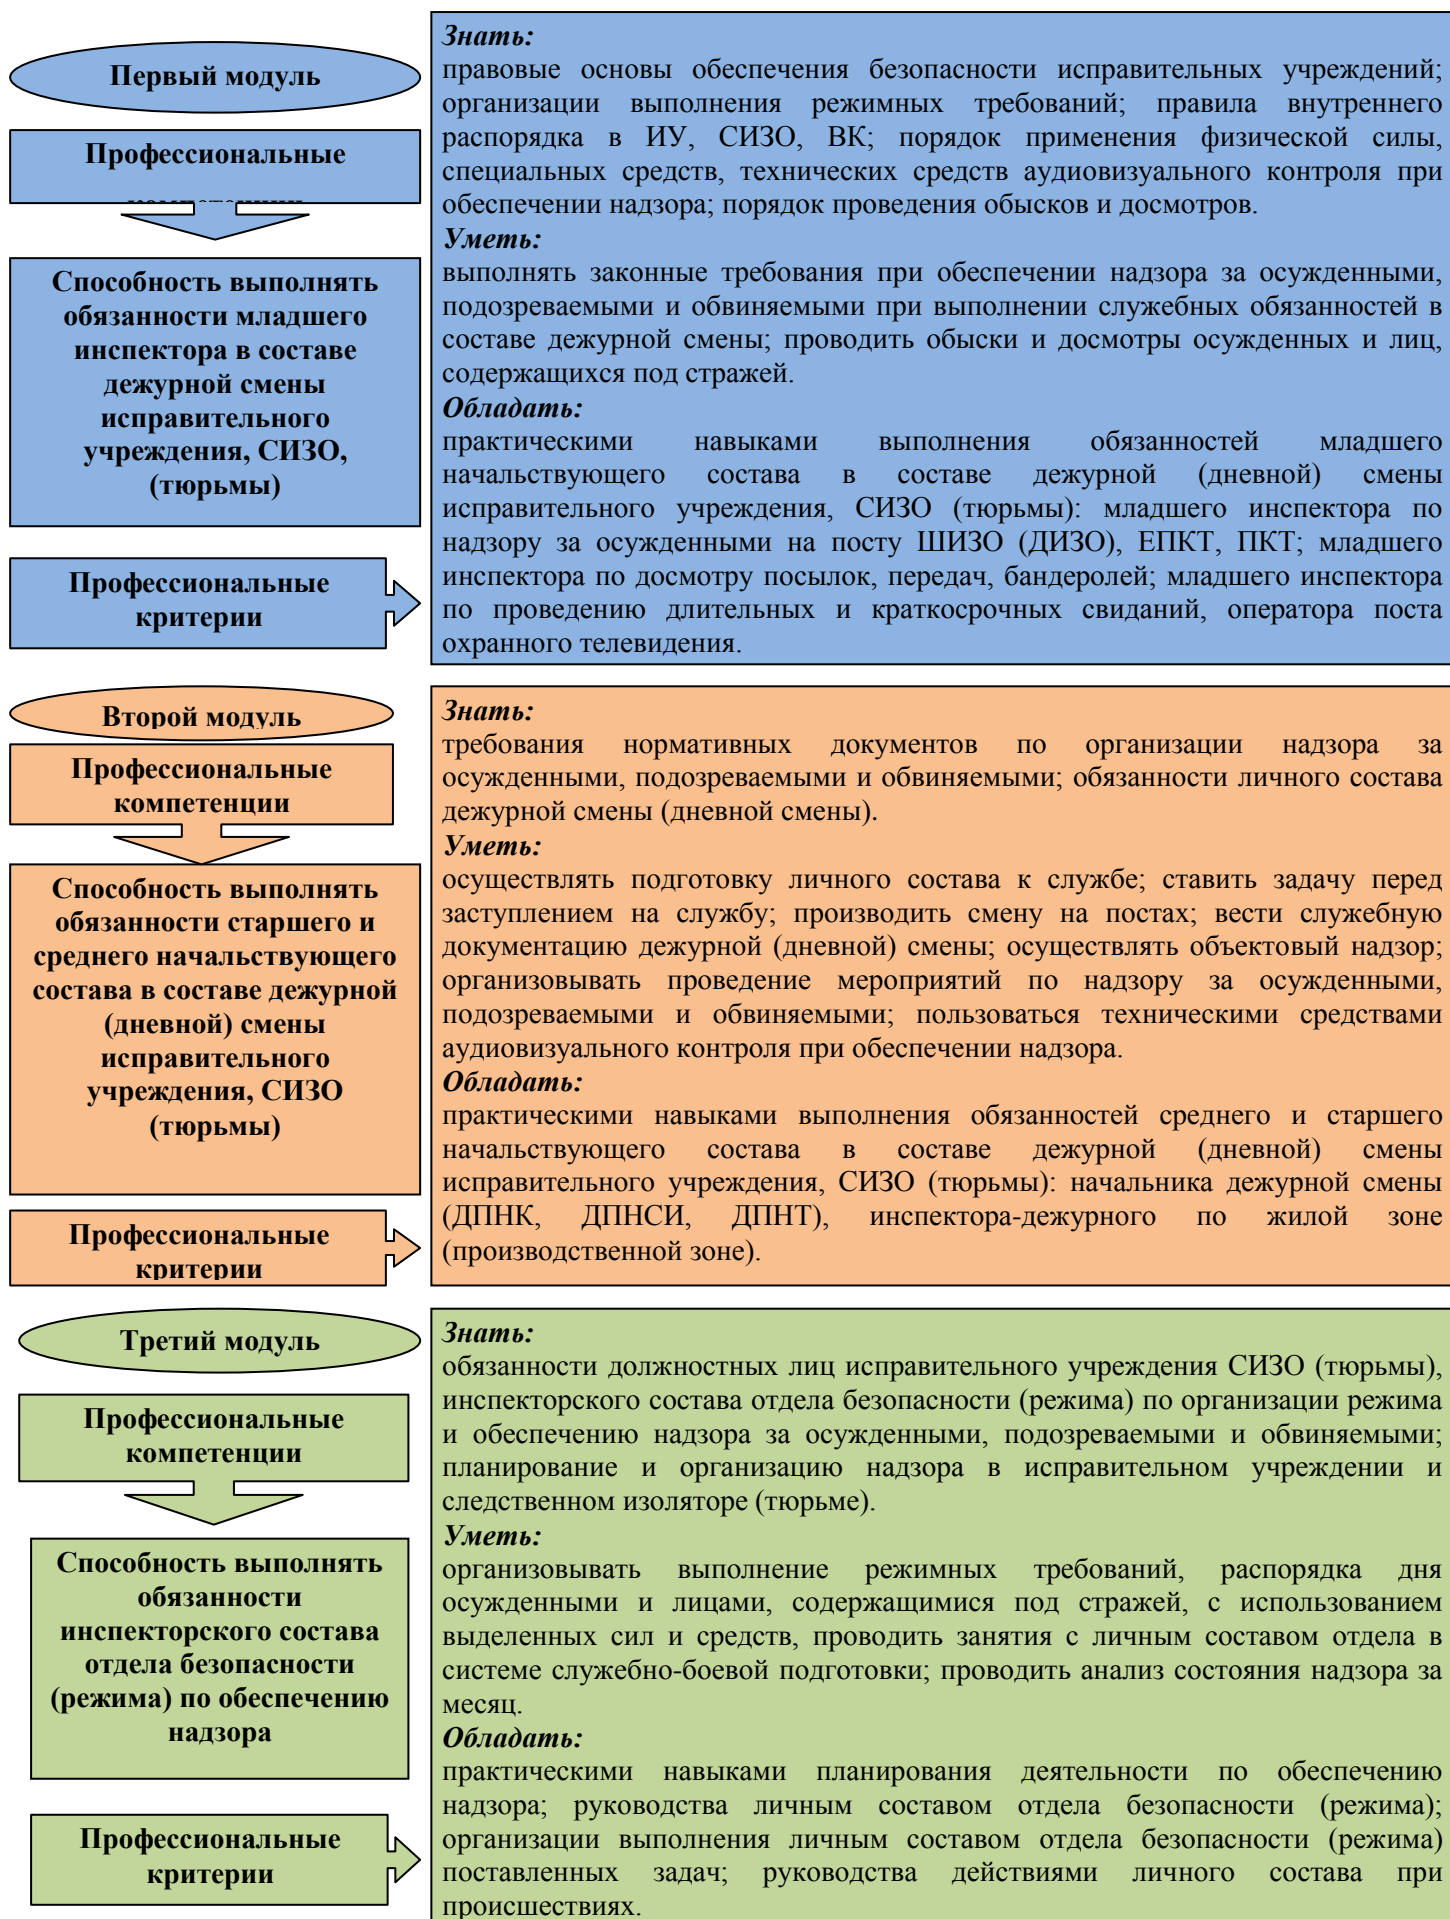 Первый модуль
Профессиональные
Способность выполнять
обязанности младшего
инспектора в составе
дежурной смены
исправительного
учреждения, СИЗО,
(тюрьмы)
Профессиональные
критерии
Знать:
правовые основы обеспечения безопасности исправительных учреждений;
организации выполнения режимных требований; правила внутреннего
распорядка в ИУ, СИЗО, ВК; порядок применения физической силы,
специальных средств, технических средств аудиовизуального контроля при
обеспечении надзора; порядок проведения обысков и досмотров.
Уметь:
выполнять законные требования при обеспечении надзора за осужденными,
подозреваемыми и обвиняемыми при выполнении служебных обязанностей в
составе дежурной смены; проводить обыски и досмотры осужденных и лиц,
содержащихся под стражей.
Обладать:
практическими навыками выполнения обязанностей младшего
начальствующего состава в составе дежурной (дневной) смены
исправительного учреждения, СИЗО (тюрьмы): младшего инспектора по
надзору за осужденными на посту ШИЗО (ДИЗО), ЕПКТ, ПКТ; младшего
инспектора по досмотру посылок, передач, бандеролей; младшего инспектора
по проведению длительных и краткосрочных свиданий, оператора поста
охранного телевидения.
Второй модуль
Профессиональные
компетенции
Способность выполнять
обязанности старшего и
среднего начальствующего
состава в составе дежурной
(дневной) смены
исправительного
учреждения, СИЗО
(тюрьмы)
Профессиональные
критерии
Знать:
требования нормативных документов по организации надзора за
осужденными, подозреваемыми и обвиняемыми; обязанности личного состава
дежурной смены (дневной смены).
Уметь:
осуществлять подготовку личного состава к службе; ставить задачу перед
заступлением на службу; производить смену на постах; вести служебную
документацию дежурной (дневной) смены; осуществлять объектовый надзор;
организовывать проведение мероприятий по надзору за осужденными,
подозреваемыми и обвиняемыми; пользоваться техническими средствами
аудиовизуального контроля при обеспечении надзора.
Обладать:
практическими навыками выполнения обязанностей среднего и старшего
начальствующего состава в составе дежурной (дневной) смены
исправительного учреждения, СИЗО (тюрьмы): начальника дежурной смены
(ДПНК, ДПНСИ, ДПНТ), инспектора-дежурного по жилой зоне
(производственной зоне).
Третий модуль
Профессиональные
компетенции
Способность выполнять
обязанности
инспекторского состава
отдела безопасности
(режима) по обеспечению
надзора
Профессиональные
критерии
Знать:
обязанности должностных лиц исправительного учреждения СИЗО (тюрьмы),
инспекторского состава отдела безопасности (режима) по организации режима
и обеспечению надзора за осужденными, подозреваемыми и обвиняемыми;
планирование и организацию надзора в исправительном учреждении и
следственном изоляторе (тюрьме).
Уметь:
организовывать выполнение режимных требований, распорядка дня
осужденными и лицами, содержащимися под стражей, с использованием
выделенных сил и средств, проводить занятия с личным составом отдела в
системе служебно-боевой подготовки; проводить анализ состояния надзора за
месяц.
Обладать:
практическими навыками планирования деятельности по обеспечению
надзора; руководства личным составом отдела безопасности (режима);
организации выполнения личным составом отдела безопасности (режима)
поставленных задач; руководства действиями личного состава при
происшествиях.